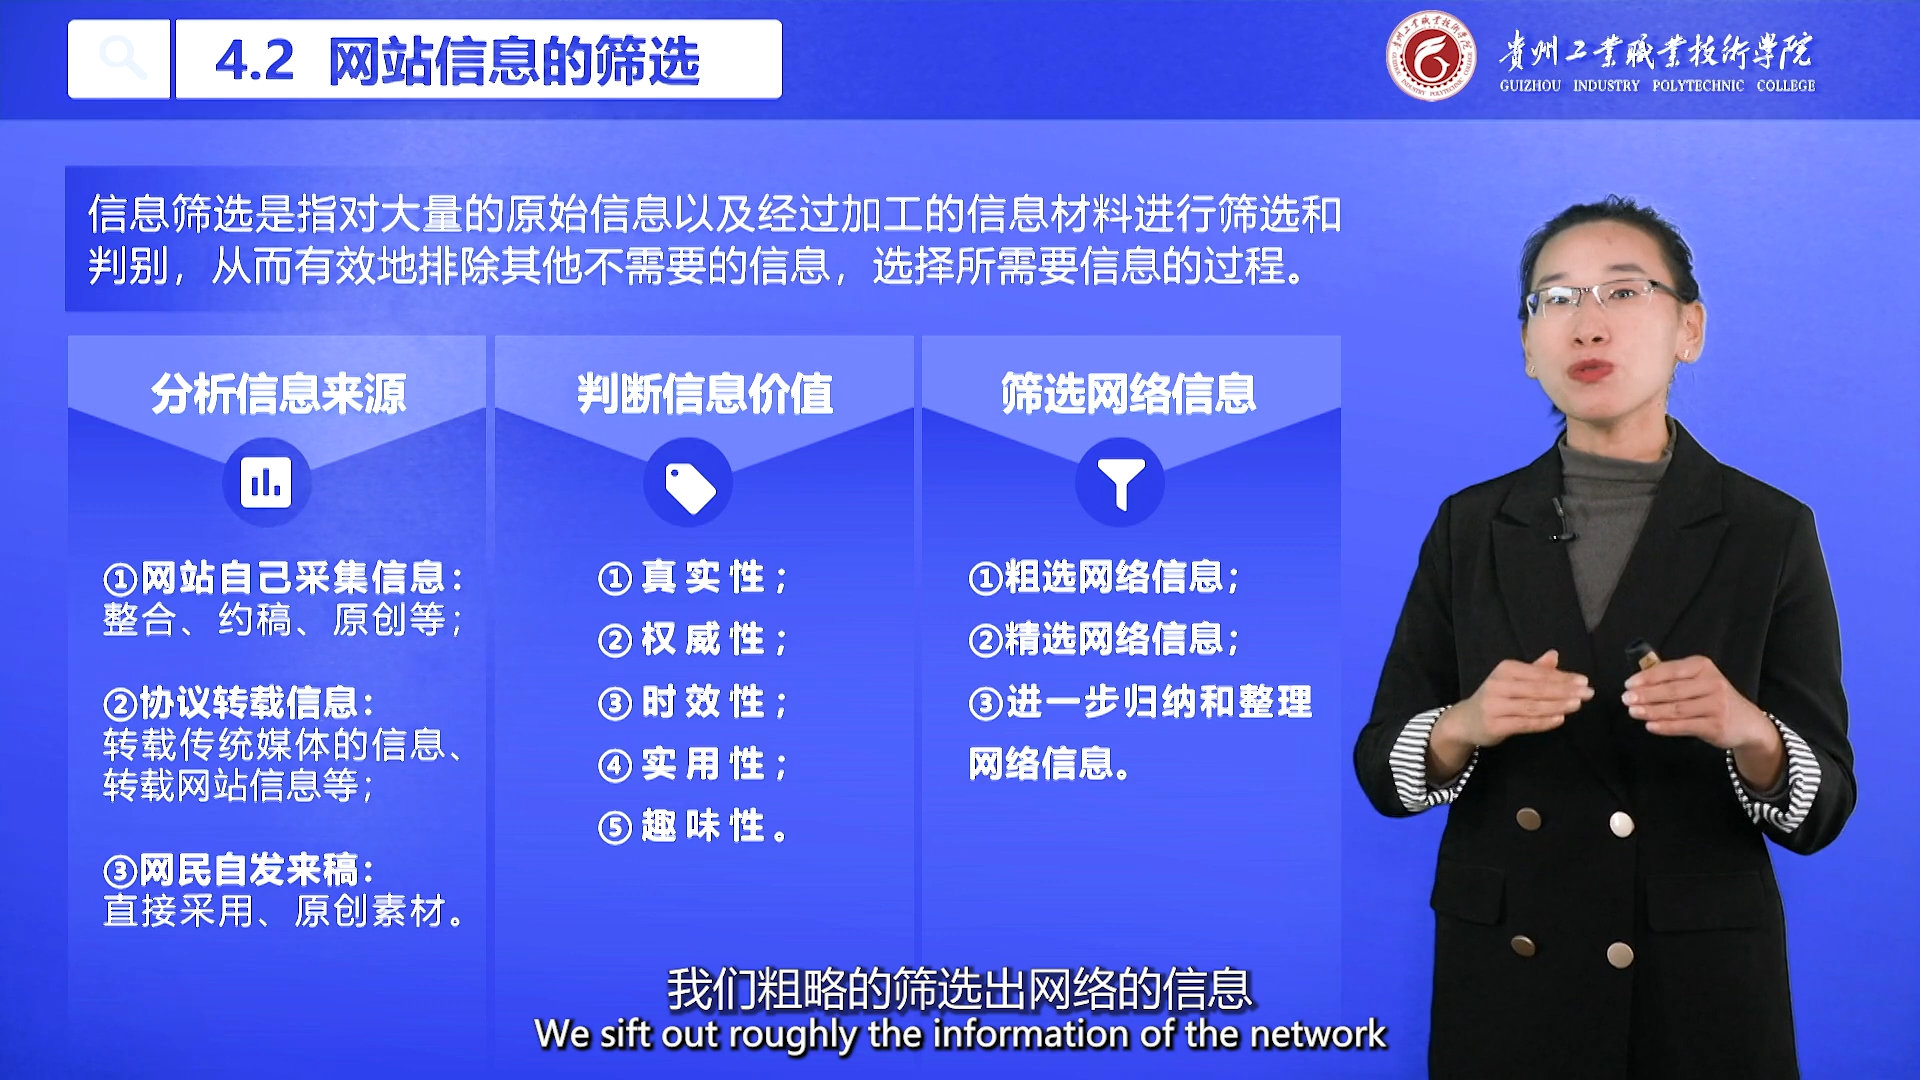 4.2 网站信息的筛选
貴州工業職業技術學院
GUIZHOU INDUSTRY POLYTECHNIC COLLEGE
信息筛选是指对大量的原始信息以及经过加工的信息材料进行筛选和
判别，从而有效地排除其他不需要的信息，选择所需要信息的过程。
分析信息来源
①网站自己采集信息：
整合、约稿、原创等；
②协议转载信息：
转载传统媒体的信息、
转载网站信息等；
③网民自发来稿：
直接采用、原创素材。
判断信息价值
①真实性；
②权威性；
③时效性；
④实用性；
⑤趣味性。
筛选网络信息
①粗选网络信息；
②精选网络信息；
③进一步归纳和整理
网络信息。
我们粗略的筛选出网络的信息
We sift out roughly the information of the network